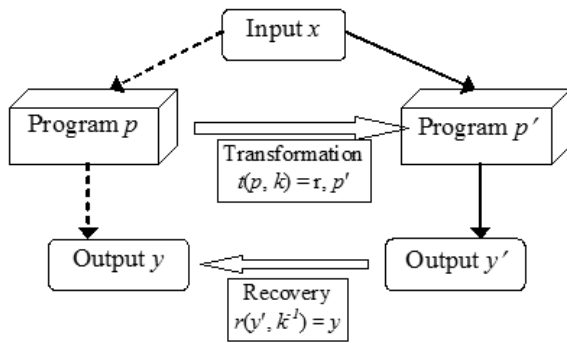 Input x
Program p
Program p′
Transformation
t(p, k) = r, p'
Output y
Output y′
Recovery
r(y', k⁻¹) = y